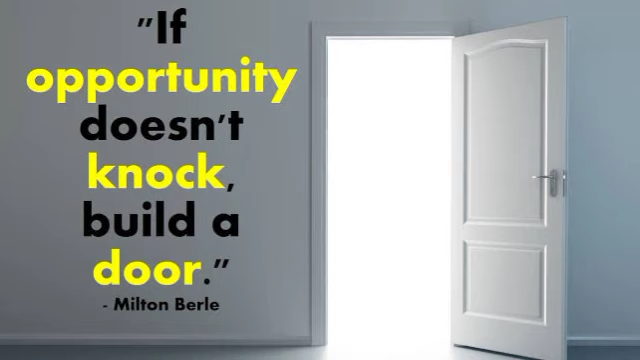 "If
opportunity
doesn't
knock,
build a
door."
- Milton Berle